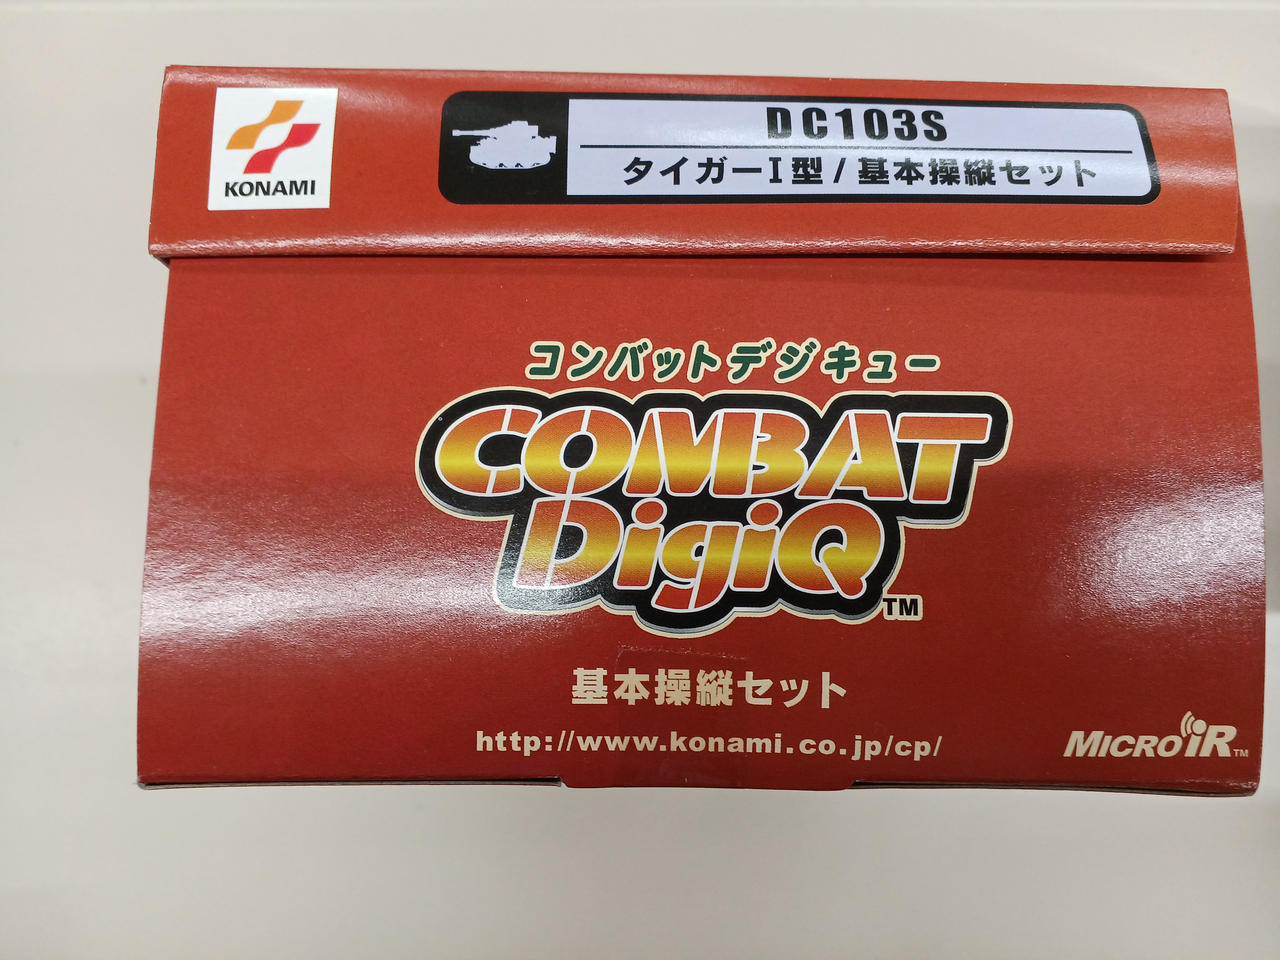 KONAMI
DC103S
タイガーI型/基本操縦セット
コンバットデジキュー
COMBAT
DigiQ
TM
基本操縦セット
http://www.konami.co.jp/cp/
MICRO iR TM